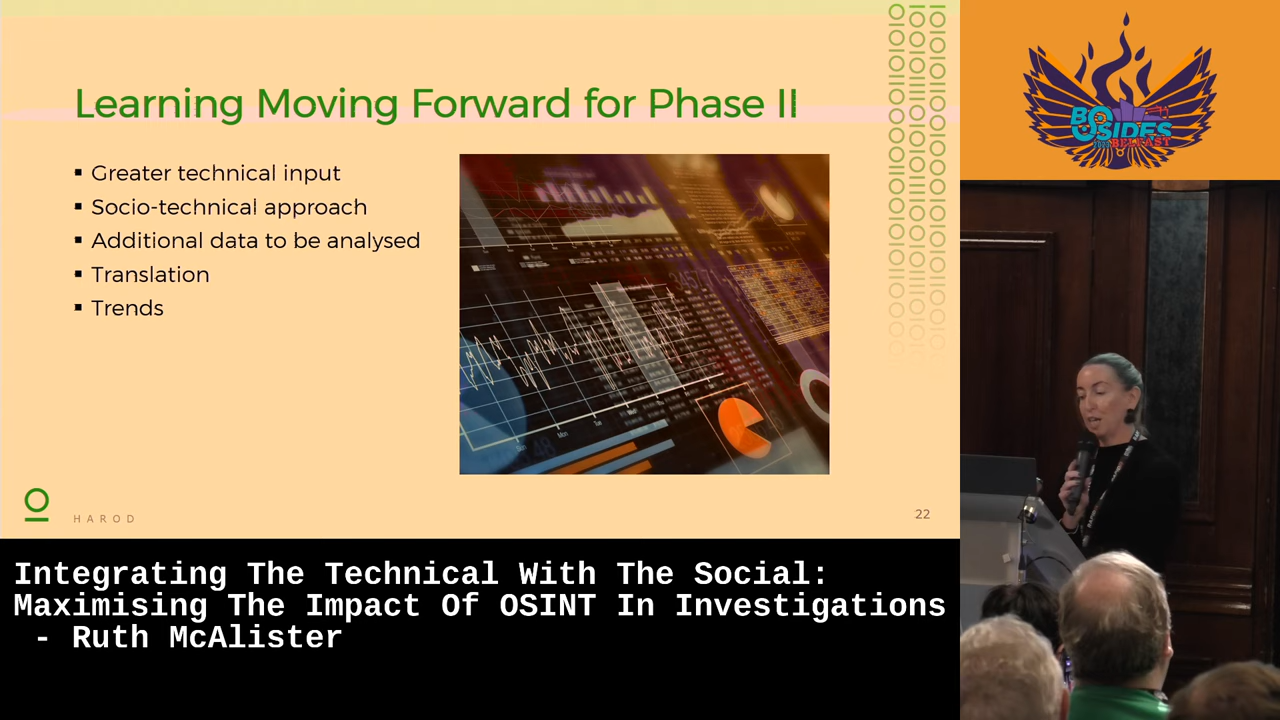 Learning Moving Forward for Phase II
Greater technical input
Socio-technical approach
Additional data to be analysed
Translation
Trends
HAROD
22
BSIDES
BELFAST
Integrating The Technical With The Social:
Maximising The Impact Of OSINT In Investigations
- Ruth McAlister